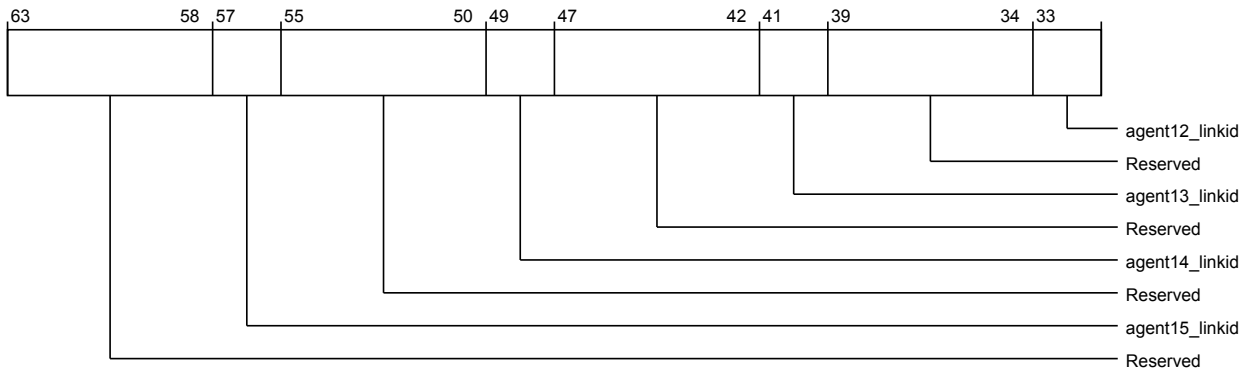 63 58 57 55 50 49 47 42 41 39 34 33
agent12_linkid
Reserved
agent13_linkid
Reserved
agent14_linkid
Reserved
agent15_linkid
Reserved